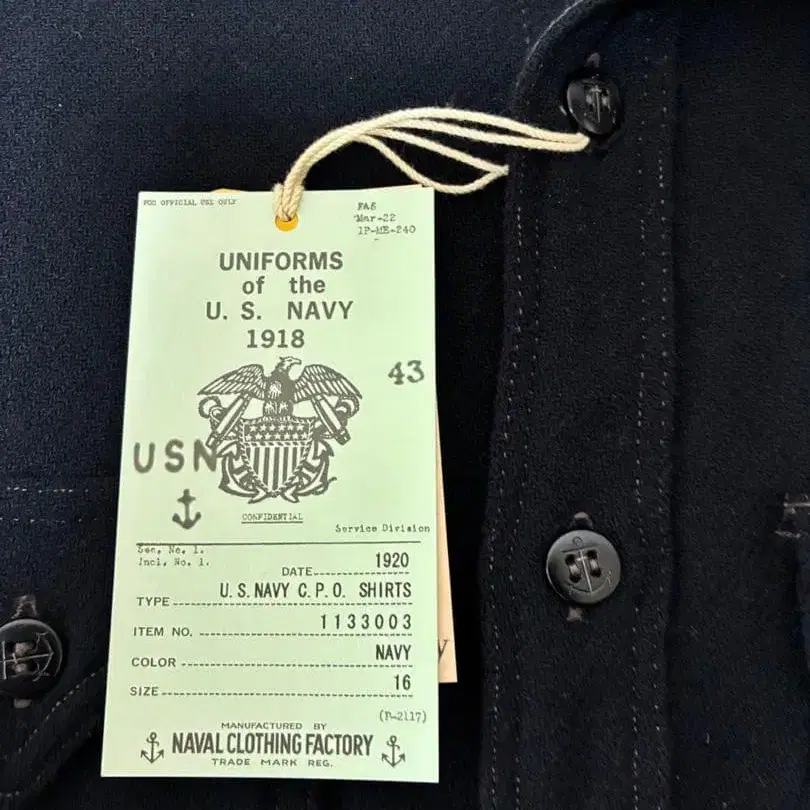 FOG OFFICIAL USE ONLY
FAS
Mar-22
1P-ME-240
UNIFORMS
of the
U. S. NAVY
1918
43
USN
CONFIDENTIAL
Service Division
Sec. No. 1.
Incl. No. 1.
DATE 1920
TYPE U. S. NAVY C. P. O. SHIRTS
ITEM NO. 1133003
COLOR NAVY
SIZE 16
(P-2117)
MANUFACTURED BY
NAVAL CLOTHING FACTORY
TRADE MARK REG.